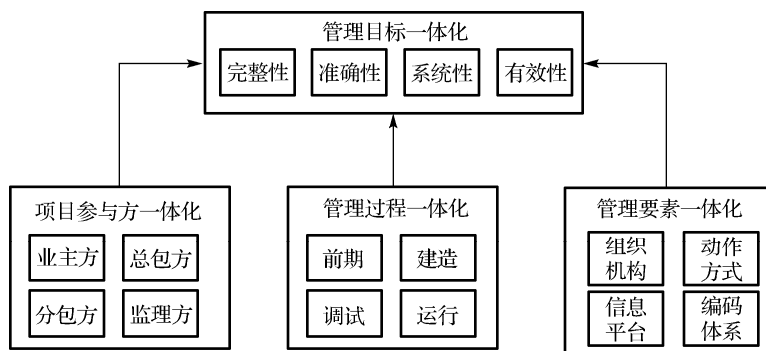 管理目标一体化
完整性 准确性 系统性 有效性
项目参与方一体化
业主方 总包方
分包方 监理方
管理过程一体化
前期 建造
调试 运行
管理要素一体化
组织 动作
机构 方式
信息 编码
平台 体系